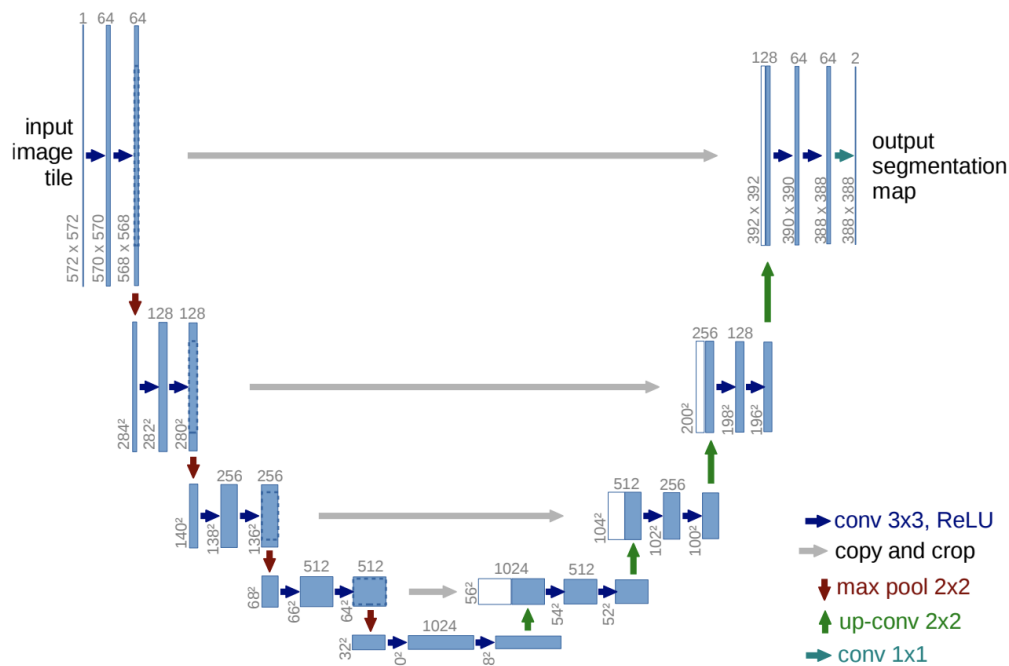 1 64 64
128 64 64 2
input
image
tile
output
segmentation
map
572 x 572
570 x 570
568 x 568
392 x 392
390 x 390
388 x 388
388 x 388
128 128
256 128
284²
282²
280²
200²
198²
196²
256 256
512 256
140²
138²
136²
104²
102²
100²
512 512
1024 512
68²
66²
64²
56²
54²
52²
1024
32²
0²
8²
conv 3x3, ReLU
copy and crop
max pool 2x2
up-conv 2x2
conv 1x1